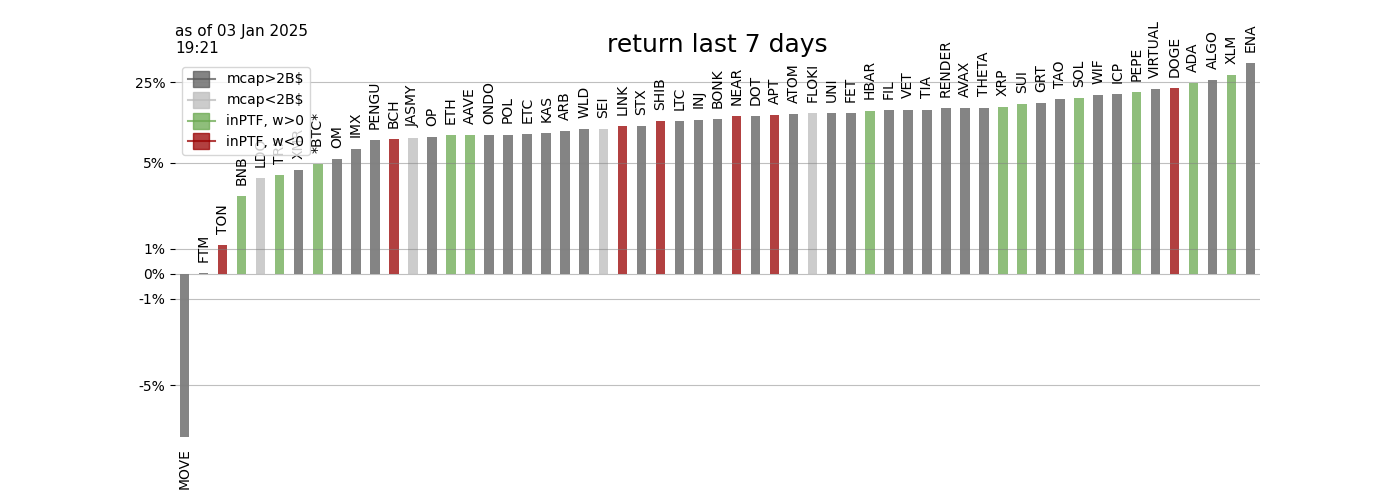 as of 03 Jan 2025
19:21
return last 7 days
mcap>2B$
mcap<2B$
inPTF, w>0
inPTF, w<0
25%
5%
1%
0%
-1%
-5%
MOVE
FTM
TON
BNB
*BTC*
OM
IMX
PENGU
BCH
JASMY
OP
ETH
AAVE
ONDO
POL
ETC
KAS
ARB
WLD
SEI
LINK
STX
SHIB
LTC
INJ
BONK
NEAR
DOT
APT
ATOM
FLOKI
UNI
FET
HBAR
FIL
VET
TIA
RENDER
AVAX
THETA
XRP
SUI
GRT
TAO
SOL
WIF
ICP
PEPE
VIRTUAL
DOGE
ADA
ALGO
XLM
ENA